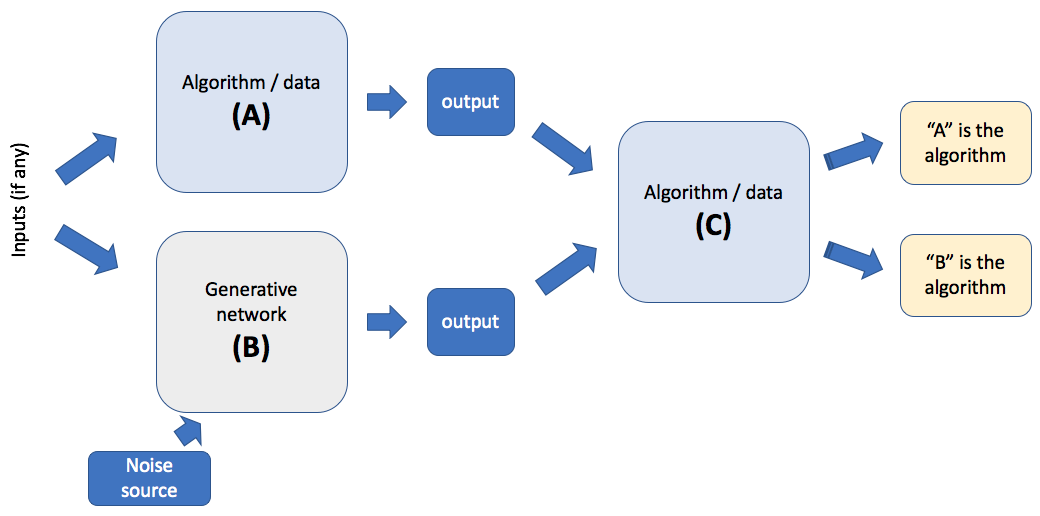 Inputs (if any)
Algorithm / data
(A)
output
Generative
network
(B)
output
Noise
source
Algorithm / data
(C)
“A” is the
algorithm
“B” is the
algorithm